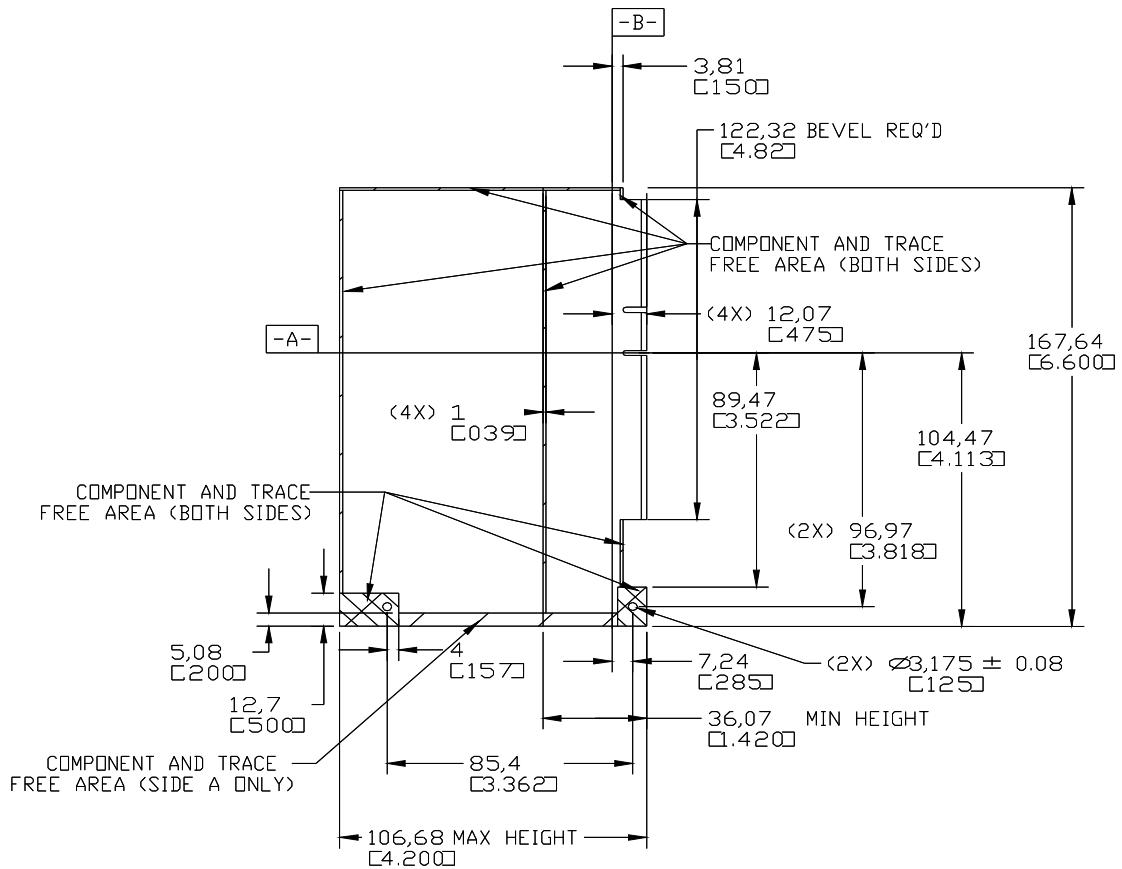 -B-
3,81
[150]
122,32 BEVEL REQ'D
[4.82]
COMPONENT AND TRACE
FREE AREA (BOTH SIDES)
(4X) 12,07
[475]
-A-
167,64
[6.600]
89,47
[3.522]
(4X) 1
[039]
104,47
[4.113]
COMPONENT AND TRACE
FREE AREA (BOTH SIDES)
(2X) 96,97
[3.818]
5,08
[200]
4
[157]
7,24
[285]
(2X) ⌀3,175 ± 0.08
[125]
12,7
[500]
36,07 MIN HEIGHT
[1.420]
COMPONENT AND TRACE
FREE AREA (SIDE A ONLY)
85,4
[3.362]
106,68 MAX HEIGHT
[4.200]